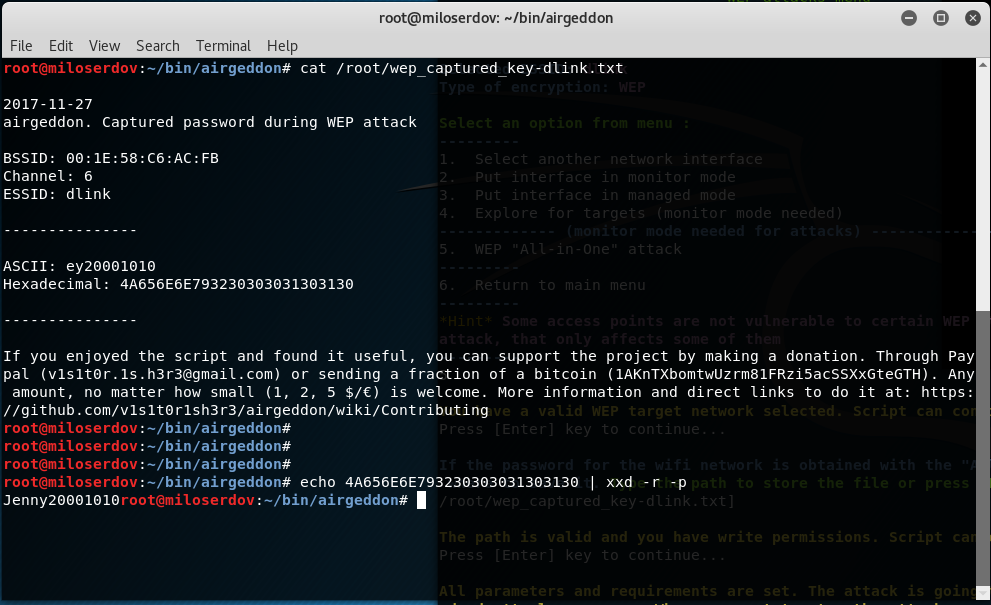 root@miloserdov: ~/bin/airgeddon
File Edit View Search Terminal Help
root@miloserdov:~/bin/airgeddon# cat /root/wep_captured_key-dlink.txt
2017-11-27
airgeddon. Captured password during WEP attack
BSSID: 00:1E:58:C6:AC:FB
Channel: 6
ESSID: dlink
---------------
ASCII: ey20001010
Hexadecimal: 4A656E6E793230303031303130
---------------
If you enjoyed the script and found it useful, you can support the project by making a donation. Through Pay
pal (v1s1t0r.1s.h3r3@gmail.com) or sending a fraction of a bitcoin (1AKnTXbomtwUzrm81FRzi5acSSXxGteGTH). Any
amount, no matter how small (1, 2, 5 $/€) is welcome. More information and direct links to do it at: https:
//github.com/v1s1t0r1sh3r3/airgeddon/wiki/Contributing
root@miloserdov:~/bin/airgeddon#
root@miloserdov:~/bin/airgeddon#
root@miloserdov:~/bin/airgeddon#
root@miloserdov:~/bin/airgeddon# echo 4A656E6E793230303031303130 | xxd -r -p
Jenny20001010root@miloserdov:~/bin/airgeddon#
Type of encryption: WEP
Select an option from menu :
---------
1. Select another network interface
2. Put interface in monitor mode
3. Put interface in managed mode
4. Explore for targets (monitor mode needed)
------------- (monitor mode needed for attacks) -------------
5. WEP "All-in-One" attack
---------
6. Return to main menu
---------
*Hint* Some access points are not vulnerable to certain WEP
attack, that only affects some of them
have a valid WEP target network selected. Script can
Press [Enter] key to continue...
If the password for the wifi network is obtained with the
the path to store the file or press
/root/wep_captured_key-dlink.txt]
The path is valid and you have write permissions. Script can
Press [Enter] key to continue...
All parameters and requirements are set. The attack is going